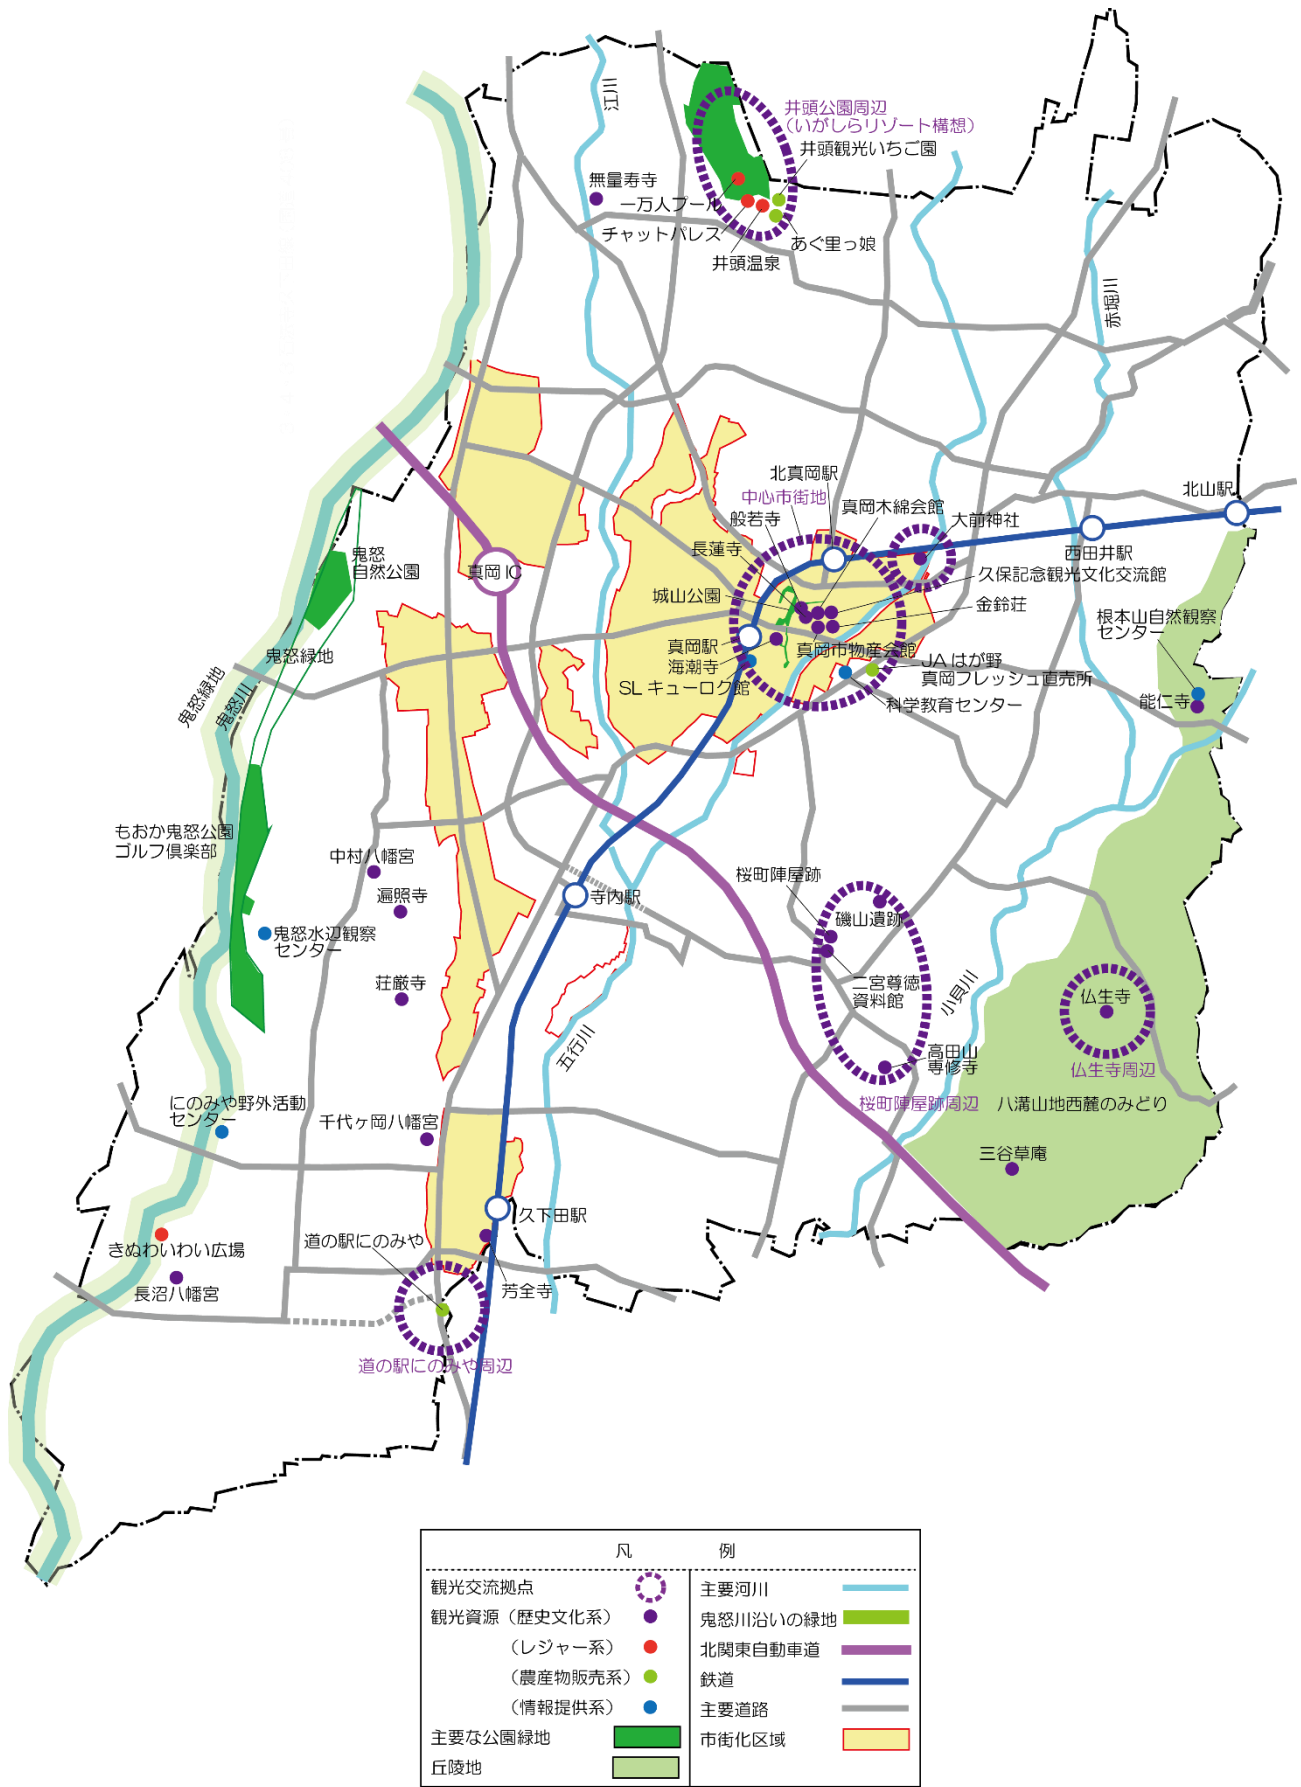 井頭公園周辺
（いがしらリゾート構想）
井頭観光いちご園
江川
無量寿寺
一万人プール
チャットパレス
井頭温泉
あぐ里っ娘
赤堀川
北真岡駅
中心市街地
真岡木綿会館
般若寺
長蓮寺
大前神社
北山駅
西田井駅
久保記念観光文化交流館
城山公園
金鈴荘
根本山自然観察
センター
鬼怒
自然公園
真岡IC
真岡駅
海潮寺
SLキューロク館
真岡市物産会館
JAはが野
真岡フレッシュ直売所
科学教育センター
能仁寺
鬼怒緑地
鬼怒緑地
鬼怒川
もおか鬼怒公園
ゴルフ倶楽部
中村八幡宮
遍照寺
桜町陣屋跡
寺内駅
磯山遺跡
鬼怒水辺観察
センター
荘厳寺
二宮尊徳
資料館
小貝川
仏生寺
五行川
高田山
専修寺
仏生寺周辺
桜町陣屋跡周辺
八溝山地西麓のみどり
にのみや野外活動
センター
千代ヶ岡八幡宮
三谷草庵
久下田駅
道の駅にのみや
きぬわいわい広場
長沼八幡宮
芳全寺
道の駅にのみや周辺
凡例
観光交流拠点
観光資源（歴史文化系）
（レジャー系）
（農産物販売系）
（情報提供系）
主要な公園緑地
丘陵地
主要河川
鬼怒川沿いの緑地
北関東自動車道
鉄道
主要道路
市街化区域